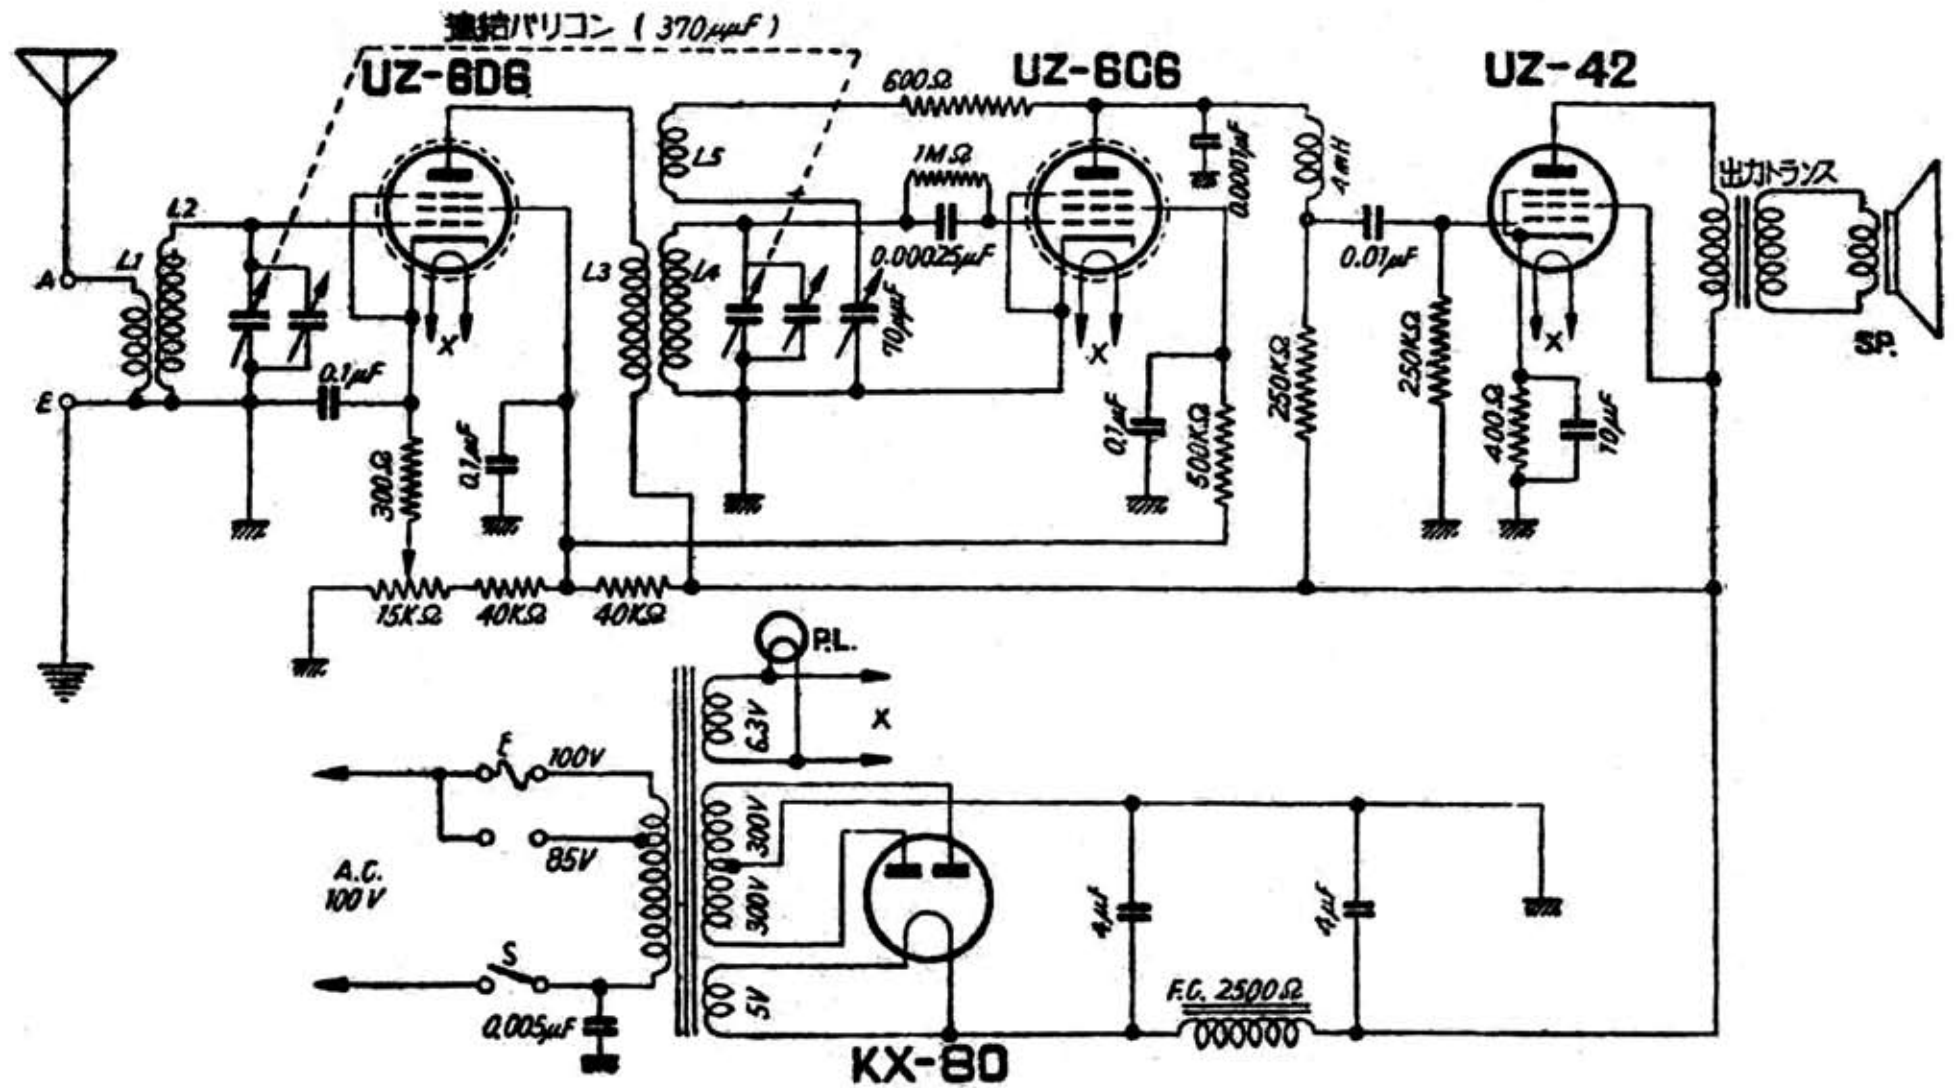 連結バリコン ( 370μμF )
UZ-6D6
UZ-6C6
UZ-42
600Ω
L5
1MΩ
0.0001μF
4mH
出力トランス
L2
L1
A
L3
L4
0.00025μF
70μμF
0.01μF
X
X
X
SP.
E
0.1μF
300Ω
0.1μF
0.1μF
500KΩ
250KΩ
250KΩ
400Ω
10μF
15KΩ
40KΩ
40KΩ
P.L.
6.3V
X
F
100V
85V
A.C.
100V
300V
300V
S
5V
0.005μF
4μF
4μF
F.C. 2500Ω
KX-80